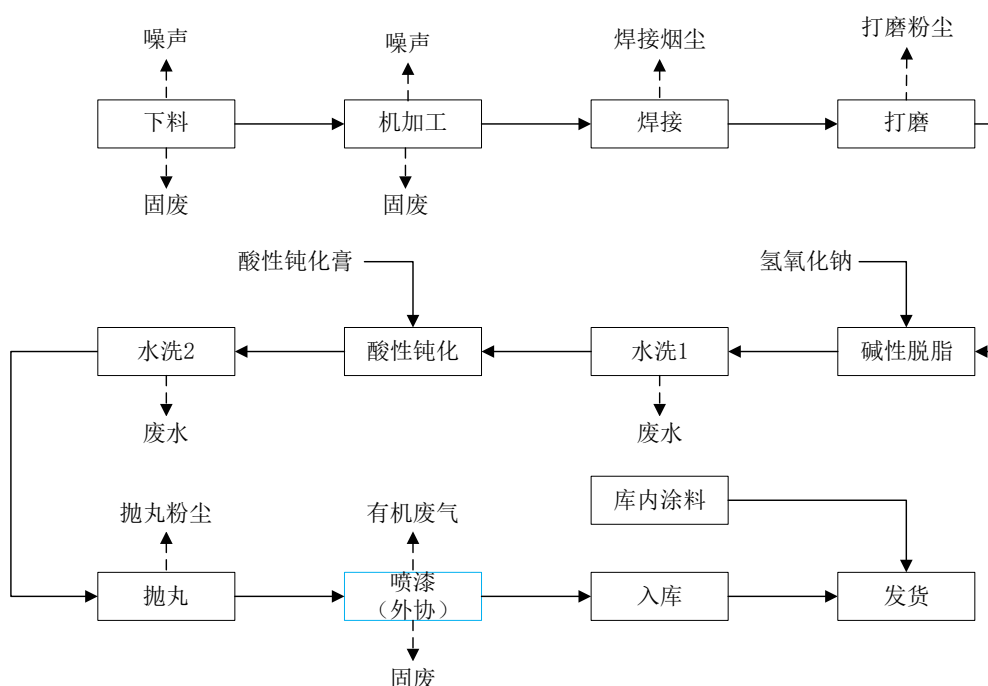 噪声
噪声
焊接烟尘
打磨粉尘
下料
机加工
焊接
打磨
固废
固废
酸性钝化膏
氢氧化钠
水洗2
酸性钝化
水洗1
碱性脱脂
废水
废水
库内涂料
抛丸粉尘
有机废气
抛丸
喷漆
（外协）
入库
发货
固废